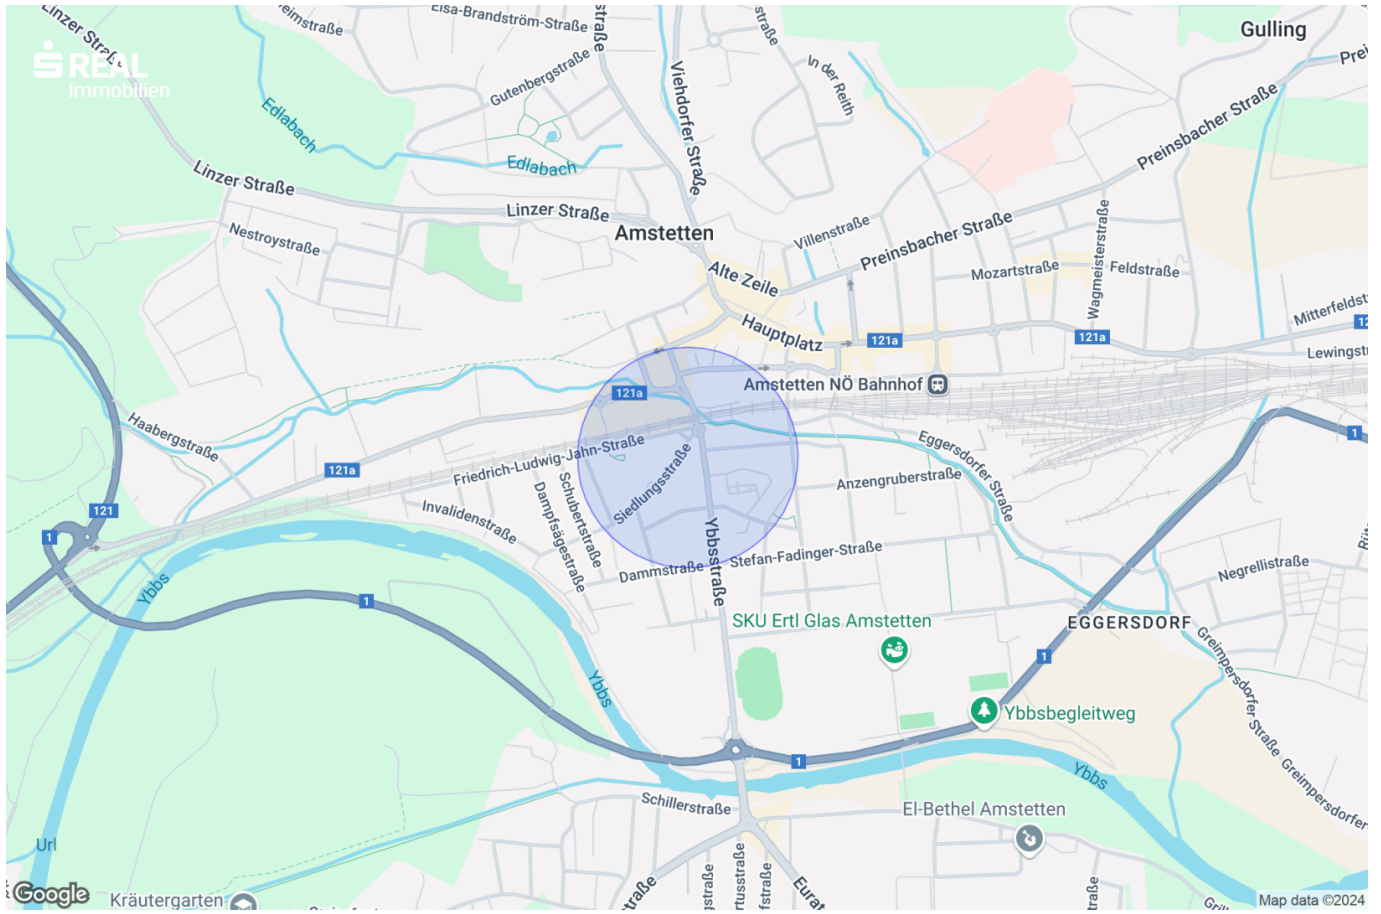 Linzer Straße
Elsa-Brandström-Straße
Gulling
S REAL
Immobilien
Gutenbergstraße
Viehdorfer Straße
In der Reith
Preinsbacher Straße
Edlabach
Edlabach
Linzer Straße
Linzer Straße
Nestroystraße
Amstetten
Villenstraße
Preinsbacher Straße
Wagmeisterstraße
Mozartstraße
Feldstraße
Alte Zeile
Hauptplatz
121a
121a
Amstetten NÖ Bahnhof
121a
Haabergstraße
121a
Friedrich-Ludwig-Jahn-Straße
Siedlungsstraße
Schubertstraße
Dampfsägestraße
Invalidenstraße
Eggersdorfer Straße
Anzengruberstraße
1
121
1
Ybbs
Ybbsstraße
Dammstraße
Stefan-Fadinger-Straße
Negrellistraße
1
SKU Ertl Glas Amstetten
EGGERSDORF
1
Greimpersdorfer Straße
Greimpersdorfer
Ybbs
Ybbsbegleitweg
1
Ybbs
Schillerstraße
El-Bethel Amstetten
Url
Kräutergarten
Google
Map data ©2024